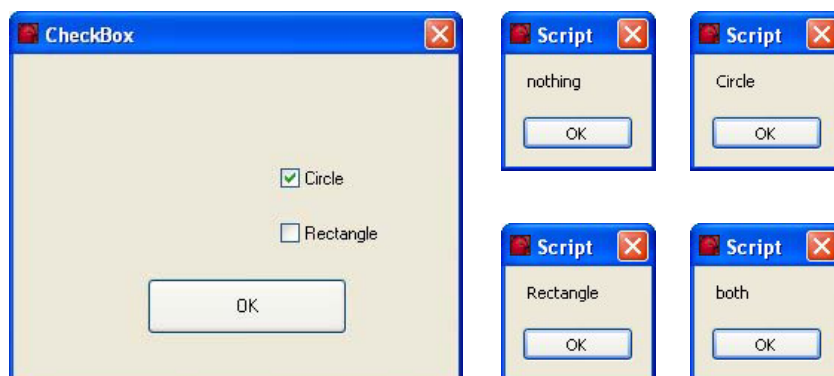 CheckBox
Circle
Rectangle
OK
Script
nothing
OK
Script
Circle
OK
Script
Rectangle
OK
Script
both
OK